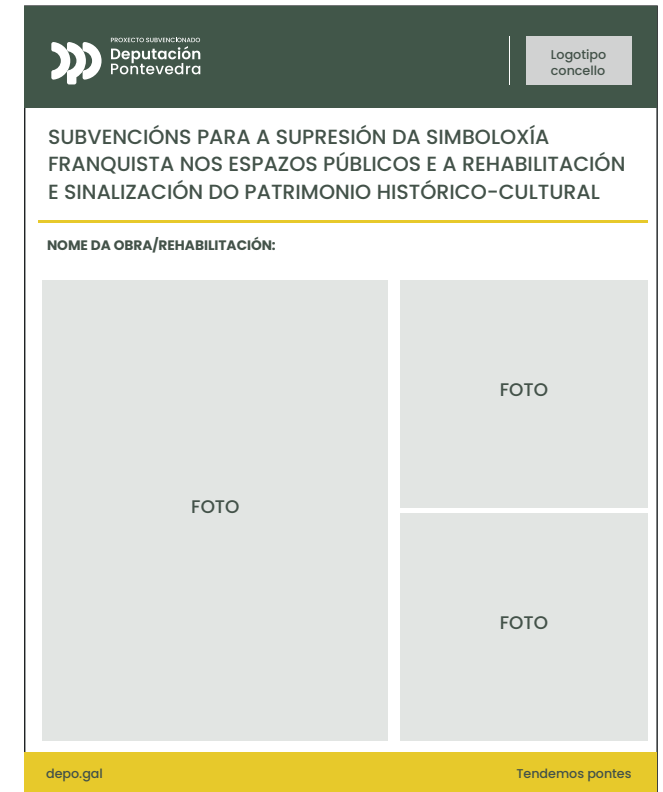 PROXECTO SUBVENCIONADO
Deputación
Pontevedra
Logotipo
concello
SUBVENCIÓNS PARA A SUPRESIÓN DA SIMBOLOXÍA
FRANQUISTA NOS ESPAZOS PÚBLICOS E A REHABILITACIÓN
E SINALIZACIÓN DO PATRIMONIO HISTÓRICO-CULTURAL
NOME DA OBRA/REHABILITACIÓN:
FOTO
FOTO
FOTO
depo.gal
Tendemos pontes